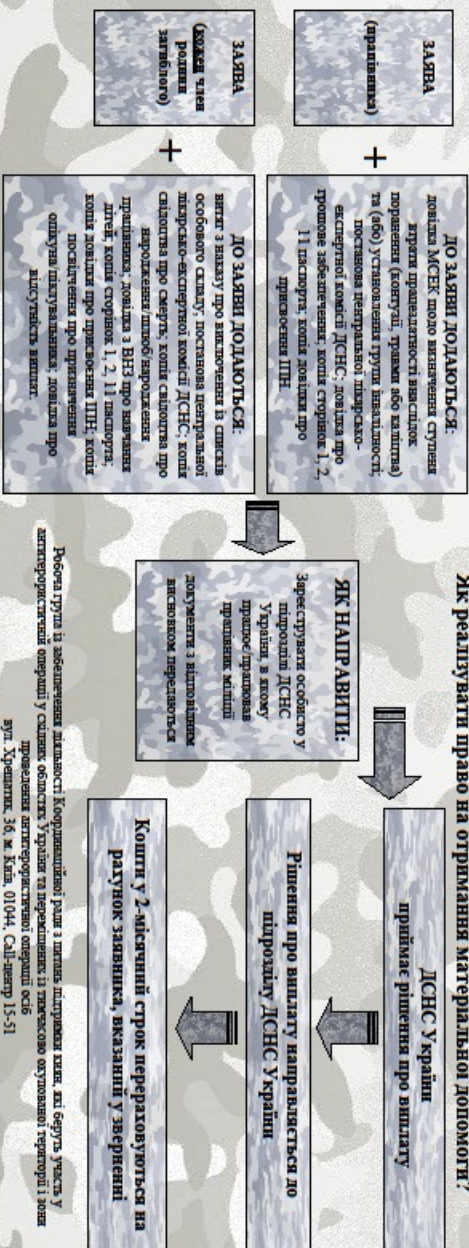 Як реалізувати право на отримання матеріальної допомоги?
ЗАЯВА
(працівника)
+
ДО ЗАЯВИ ДОДАЮТЬСЯ:
довідка МСЕК щодо визначення ступеня
втрати працездатності внаслідок
поранення (контузії, травми або каліцтва)
та (або) установлення групи інвалідності;
постанова центральної лікарсько-
експертної комісії ДСНС; довідка про
грошове забезпечення; копія сторінок 1, 2,
11 паспорта; копія довідки про
присвоєння ІПН.
ЗАЯВА
(кожен член
родини
загиблого)
+
ДО ЗАЯВИ ДОДАЮТЬСЯ:
витяг з наказу про виключення із списків
особового складу; постанова центральної
лікарсько-експертної комісії ДСНС; копія
свідоцтва про смерть; копія свідоцтва про
народження/шлюб/народження
працівника; довідка з ВНЗ про навчання
дітей; копія сторінок 1, 2, 11 паспорта;
копія довідки про присвоєння ІПН; копія
посвідчення про призначення
опікуна/піклувальника; довідка про
відсутність виплат.
ЯК НАПРАВИТИ:
Зареєструвати особисто у
підрозділі ДСНС
України, в якому
працює/працював
працівник міліції
документи з відповідним
висновком передаються
ДСНС України
приймає рішення про виплату
Рішення про виплату направляється до
підрозділу ДСНС України
Кошти у 2-місячний строк перераховуються на
рахунок заявника, вказаний у зверненні
Робоча група із забезпечення діяльності Координаційної ради з питань підтримки киян, які беруть участь у
антитерористичній операції у східних областях України та переміщених із тимчасово окупованої території і зони
проведення антитерористичної операції осіб
вул. Хрещатик, 36, м. Київ, 01044, Call-центр 15-51